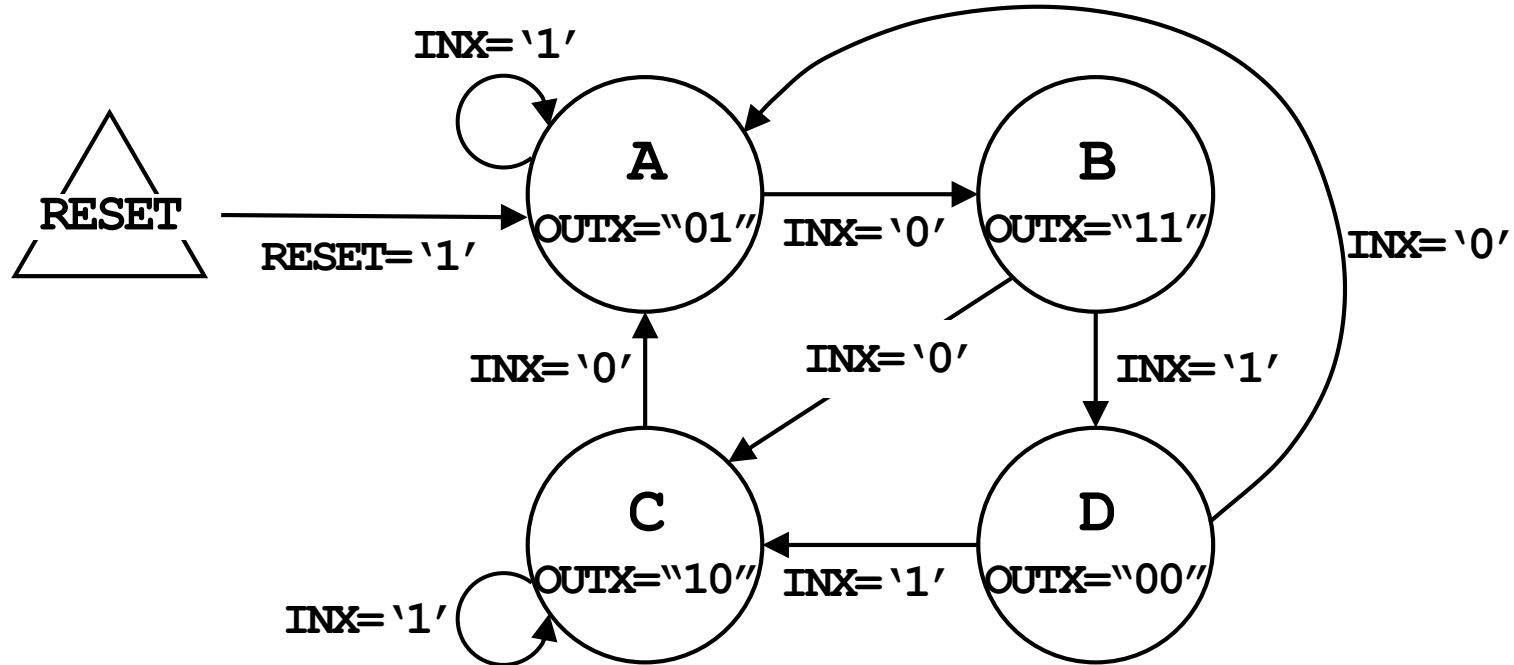 INX=‘1’
A
B
RESET
OUTX=“01”
INX=‘0’
OUTX=“11”
INX=‘0’
RESET=‘1’
INX=‘0’
INX=‘0’
INX=‘1’
C
D
OUTX=“10”
INX=‘1’
OUTX=“00”
INX=‘1’